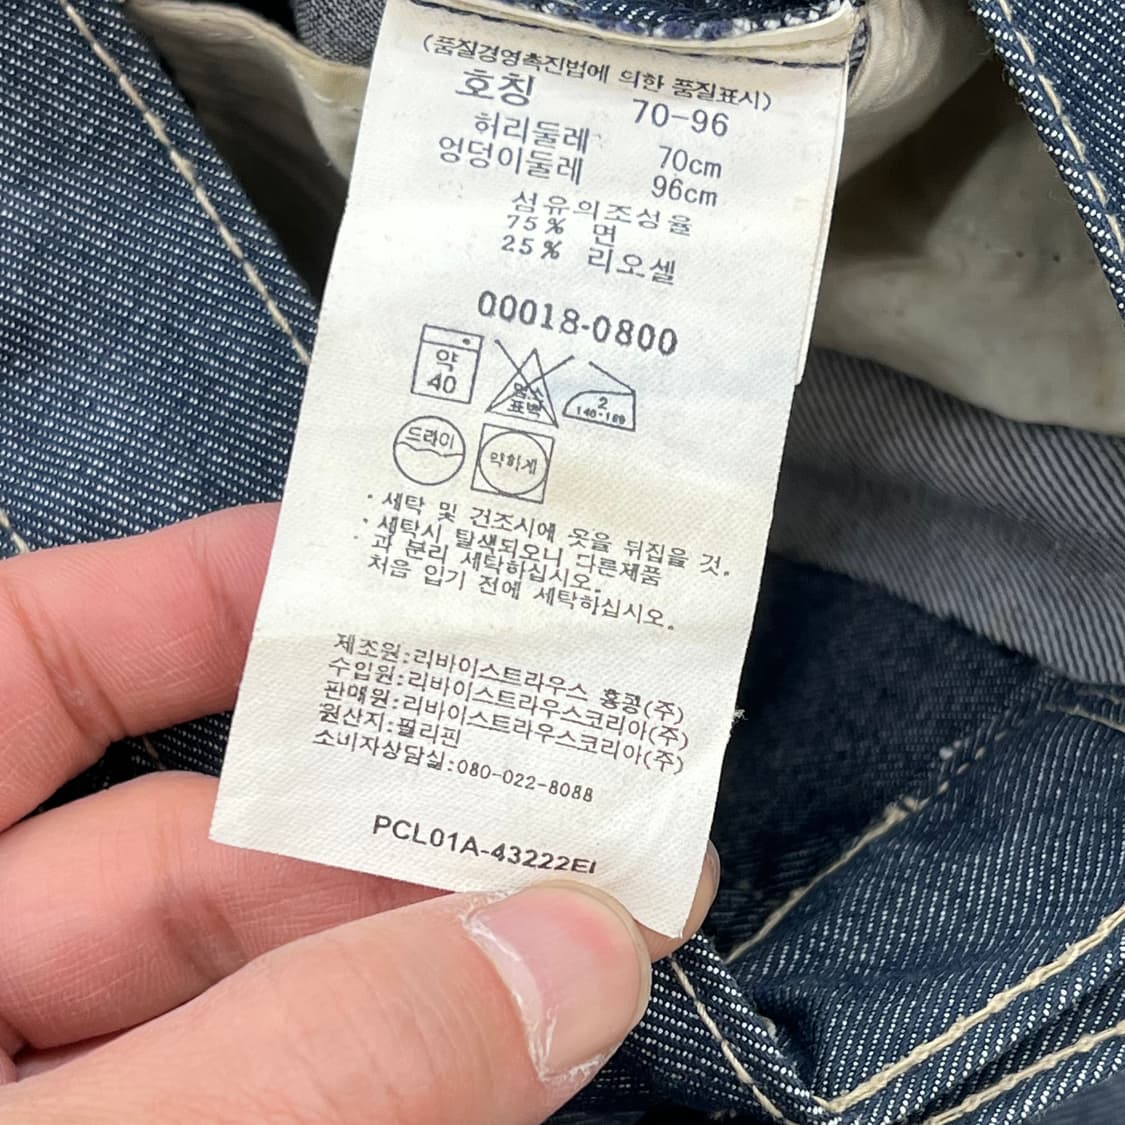 (품질경영촉진법에 의한 품질표시)
호칭 70-96
허리둘레 70cm
엉덩이둘레 96cm
섬유의조성율
75% 면
25% 리오셀
00018-0800
약
40
염소
표백
2
140-160
드라이
약하게
· 세탁 및 건조시에 옷을 뒤집을 것.
· 세탁시 탈색되오니 다른제품
과 분리 세탁하십시오.
· 처음 입기 전에 세탁하십시오.
제조원:리바이스트라우스 홍콩(주)
수입원:리바이스트라우스코리아(주)
판매원:리바이스트라우스코리아(주)
원산지:필리핀
소비자상담실:080-022-8088
PCL01A-43222EI